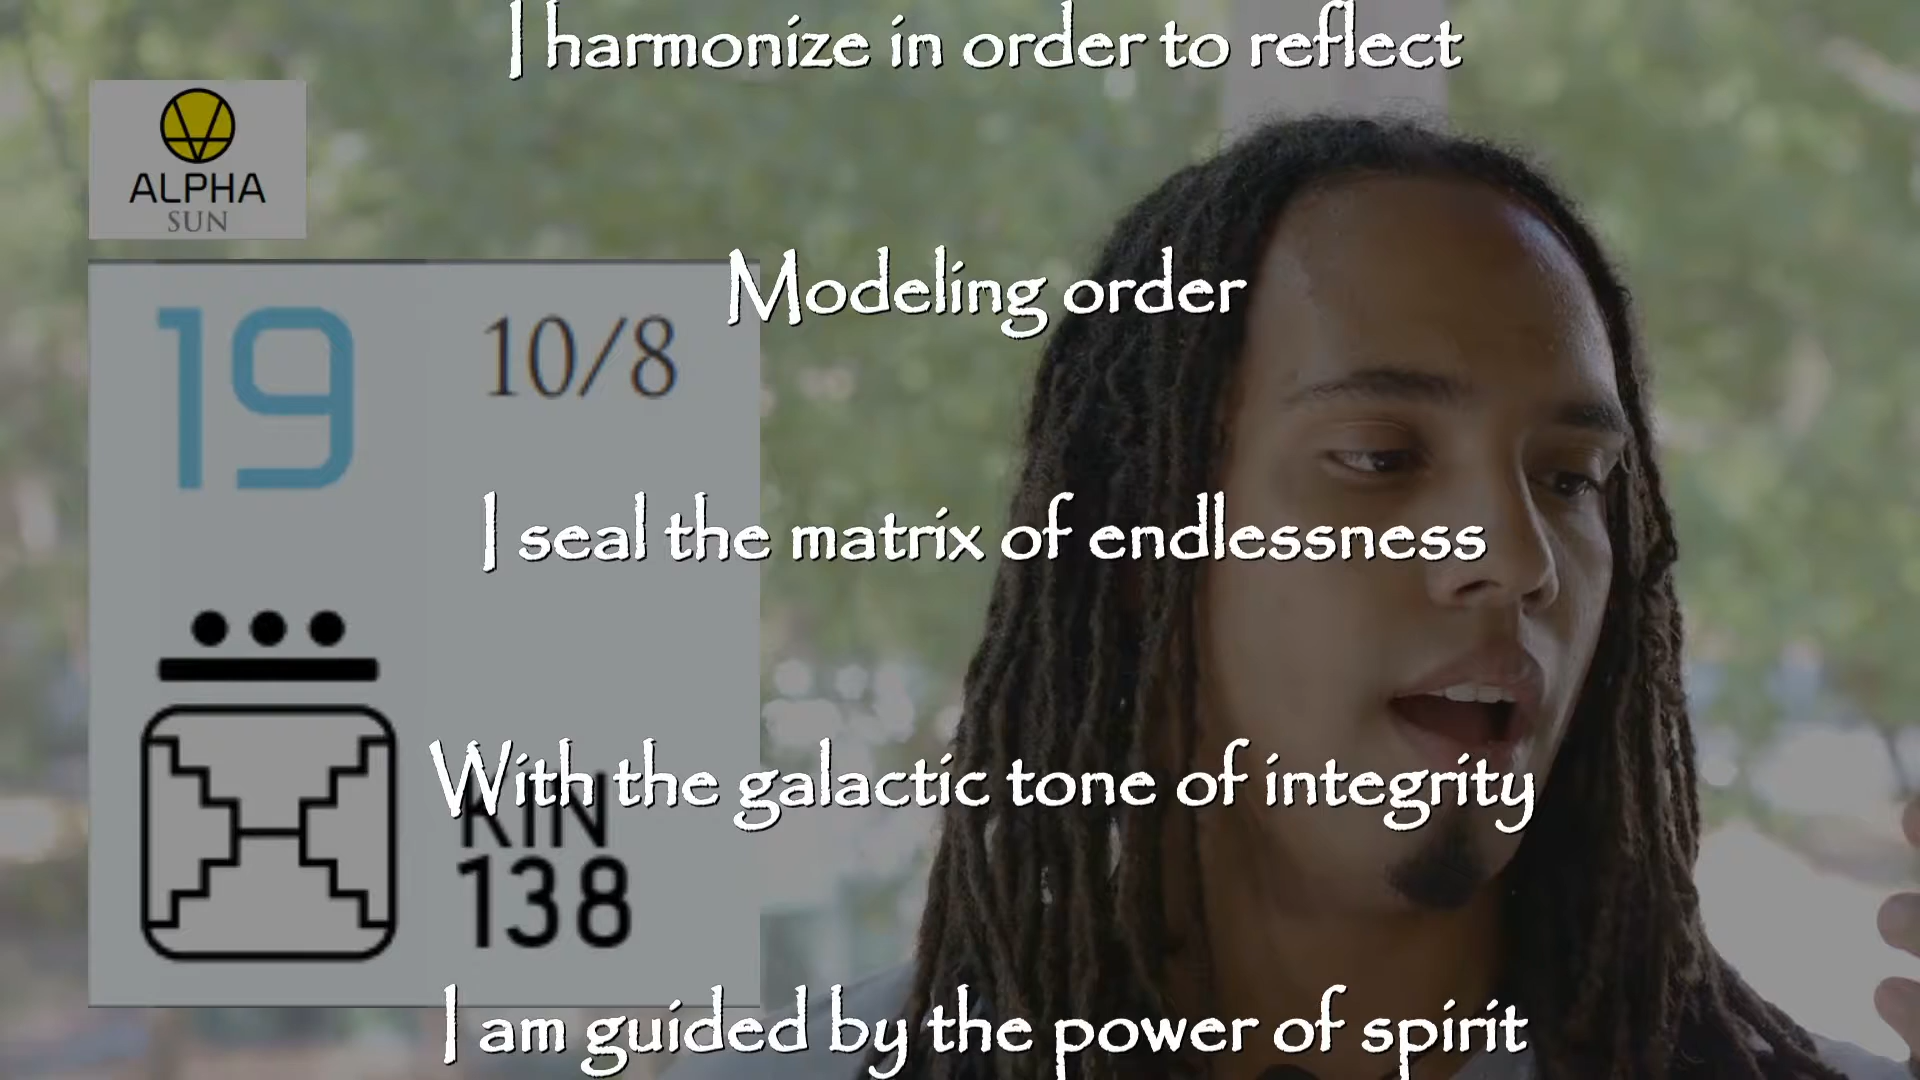 I harmonize in order to reflect
ALPHA
SUN
Modeling order
19
10/8
I seal the matrix of endlessness
With the galactic tone of integrity
KIN
138
I am guided by the power of spirit